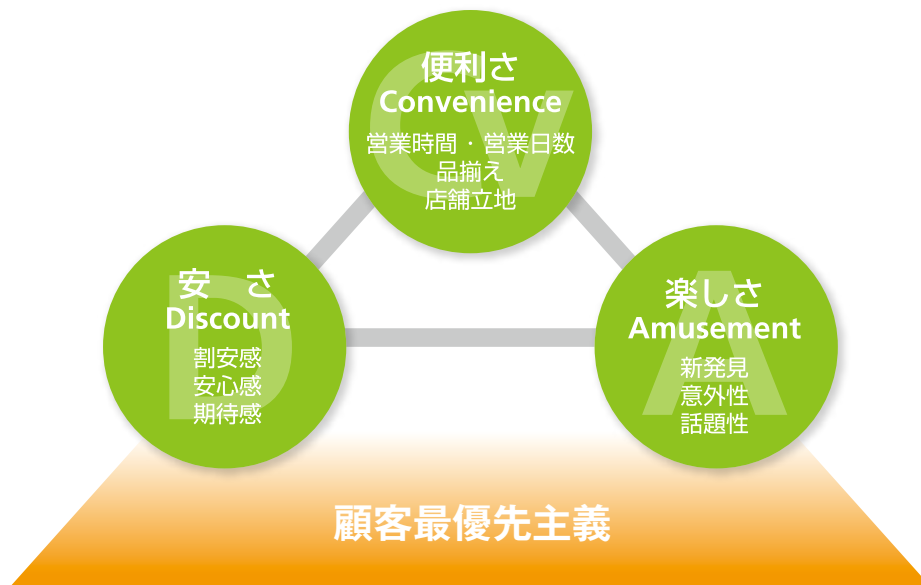 便利さ
Convenience
営業時間・営業日数
品揃え
店舗立地
Cv
安　さ
Discount
割安感
安心感
期待感
D
楽しさ
Amusement
新発見
意外性
話題性
A
顧客最優先主義